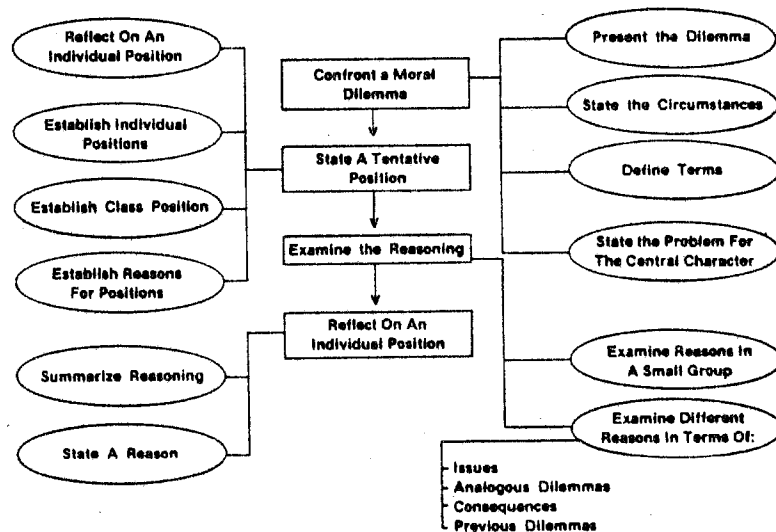 Reflect On An
Individual Position
Establish Individual
Positions
Establish Class Position
Establish Reasons
For Positions
Summarize Reasoning
State A Reason
Confront a Moral
Dilemma
State A Tentative
Position
Examine the Reasoning
Reflect On An
Individual Position
Present the Dilemma
State the Circumstances
Define Terms
State the Problem For
The Central Character
Examine Reasons In
A Small Group
Examine Different
Reasons In Terms Of:
Issues
Analogous Dilemmas
Consequences
Previous Dilemmas